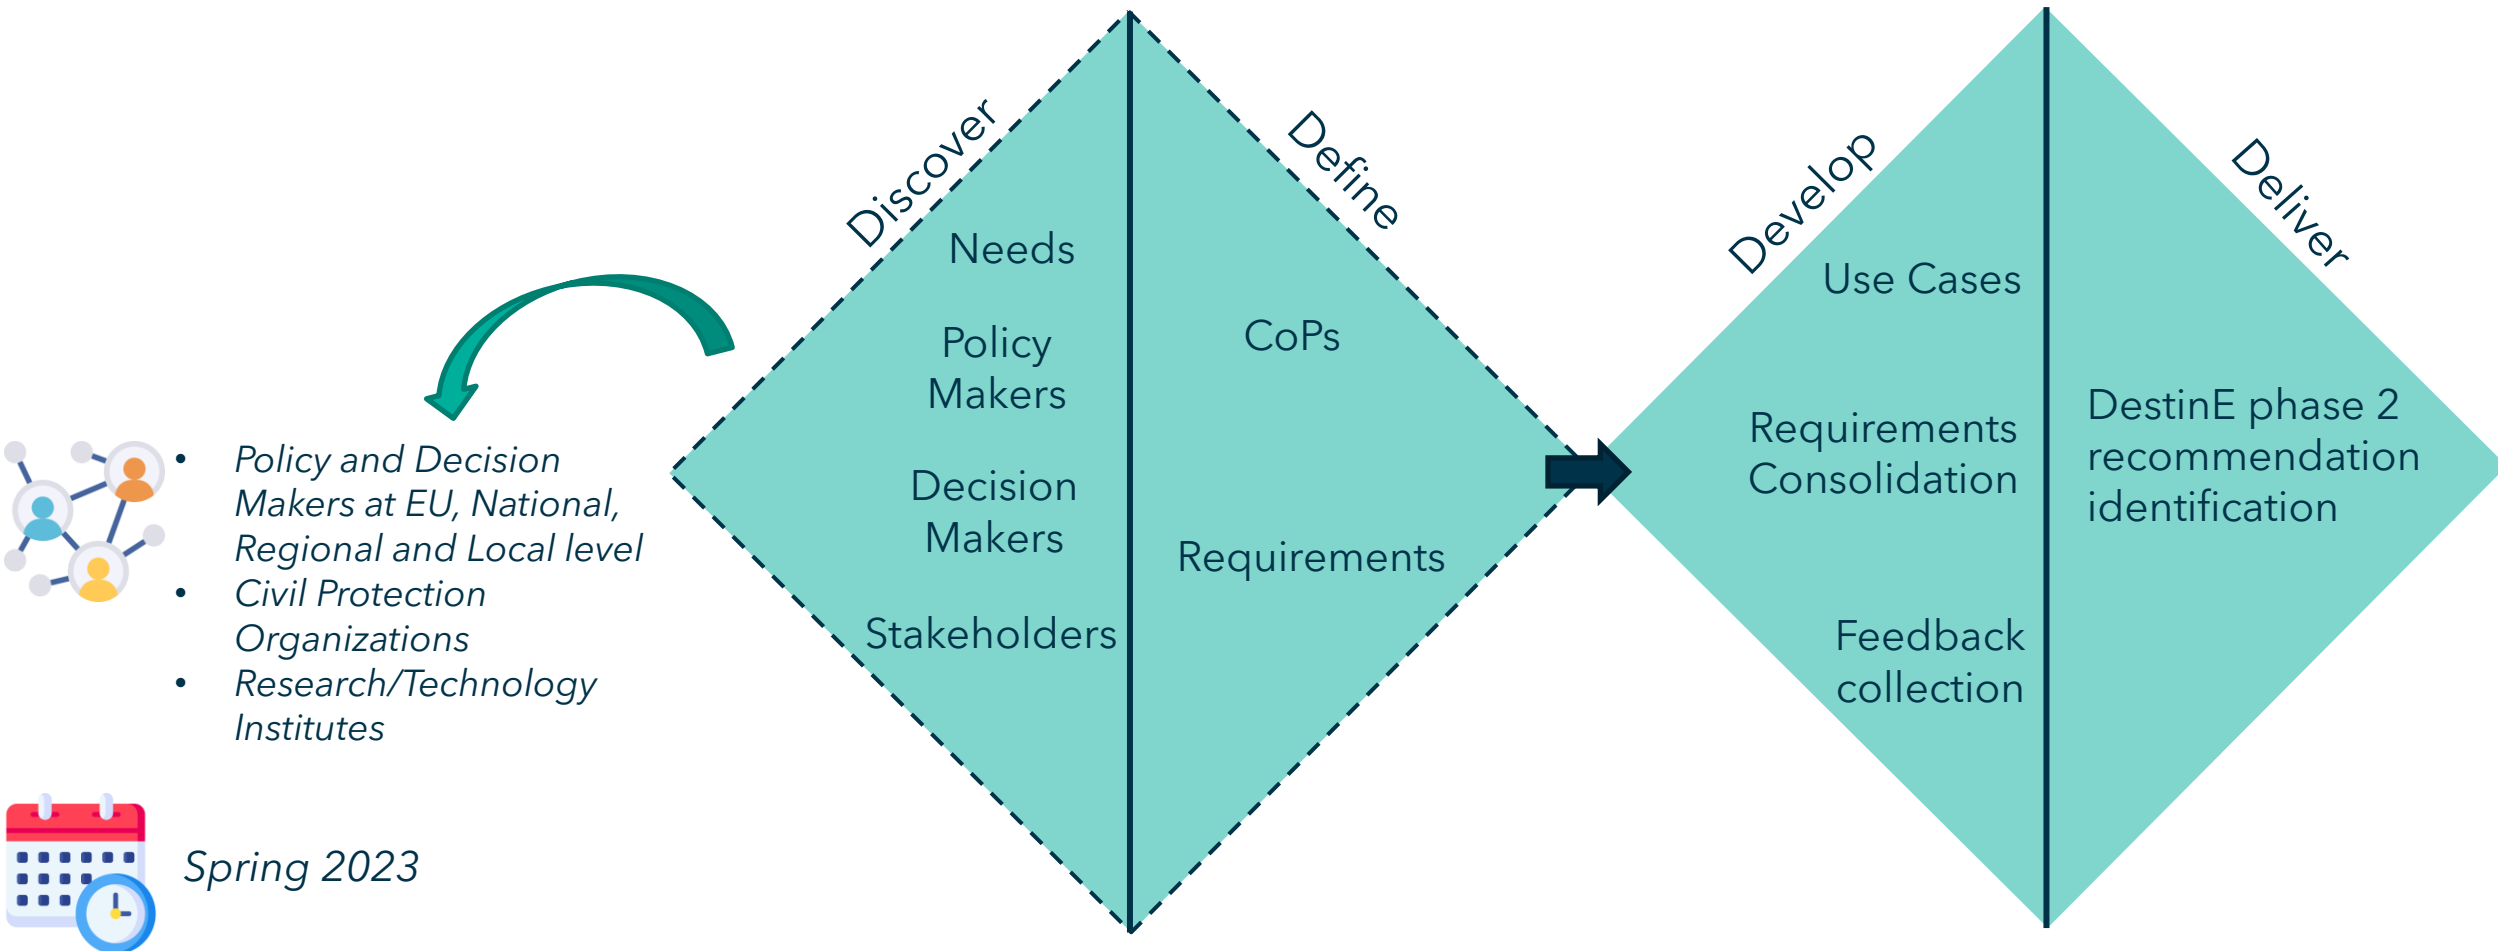 Discover
Needs
Policy
Makers
Decision
Makers
Stakeholders
Define
CoPs
Requirements
• Policy and Decision
Makers at EU, National,
Regional and Local level
• Civil Protection
Organizations
• Research/Technology
Institutes
Spring 2023
Develop
Use Cases
Requirements
Consolidation
Feedback
collection
Deliver
DestinE phase 2
recommendation
identification